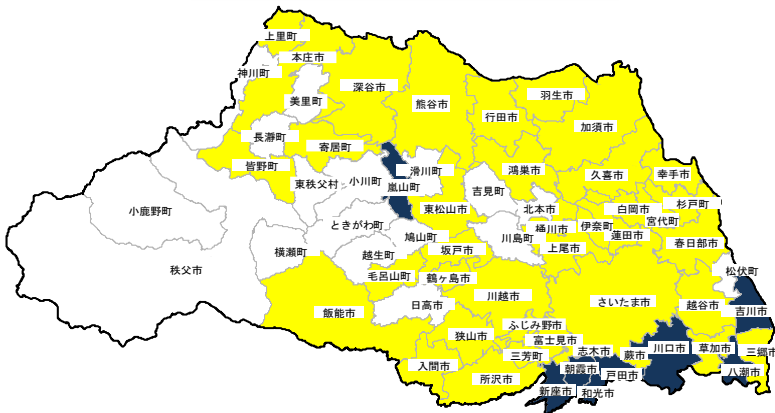 上里町
本庄市
神川町
深谷市
美里町
熊谷市
羽生市
行田市
加須市
長瀞町
寄居町
皆野町
滑川町
鴻巣市
久喜市
幸手市
東秩父村
小川町
嵐山町
吉見町
小鹿野町
東松山市
北本市
白岡市
杉戸町
宮代町
ときがわ町
鳩山町
川島町
桶川市
伊奈町
蓮田市
上尾市
春日部市
横瀬町
越生町
坂戸市
秩父市
毛呂山町
鶴ヶ島市
松伏町
日高市
川越市
さいたま市
越谷市
吉川市
飯能市
ふじみ野市
狭山市
富士見市
三芳町
志木市
蕨市
川口市
草加市
三郷市
入間市
所沢市
朝霞市
戸田市
八潮市
新座市
和光市